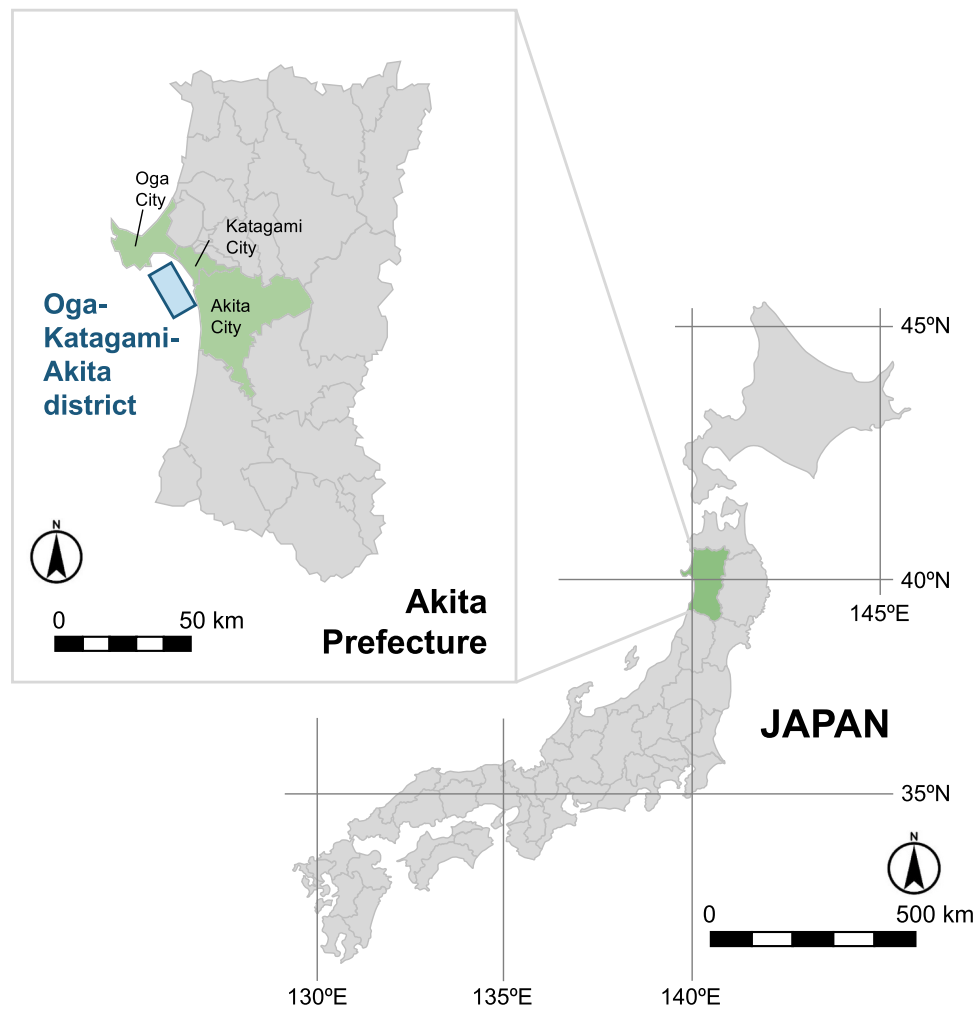 Oga
City
Katagami
City
Akita
City
Oga-
Katagami-
Akita
district
N
0 50 km
Akita
Prefecture
45ºN
40ºN
145ºE
JAPAN
35ºN
N
0 500 km
130ºE 135ºE 140ºE